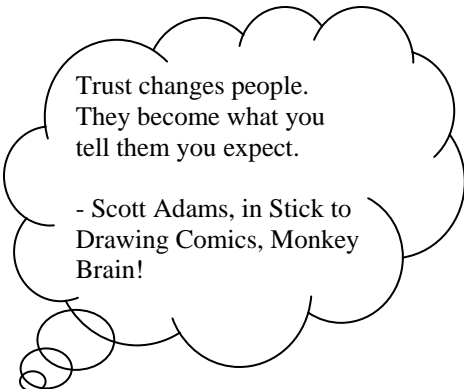 Trust changes people.
They become what you
tell them you expect.
- Scott Adams, in Stick to
Drawing Comics, Monkey
Brain!